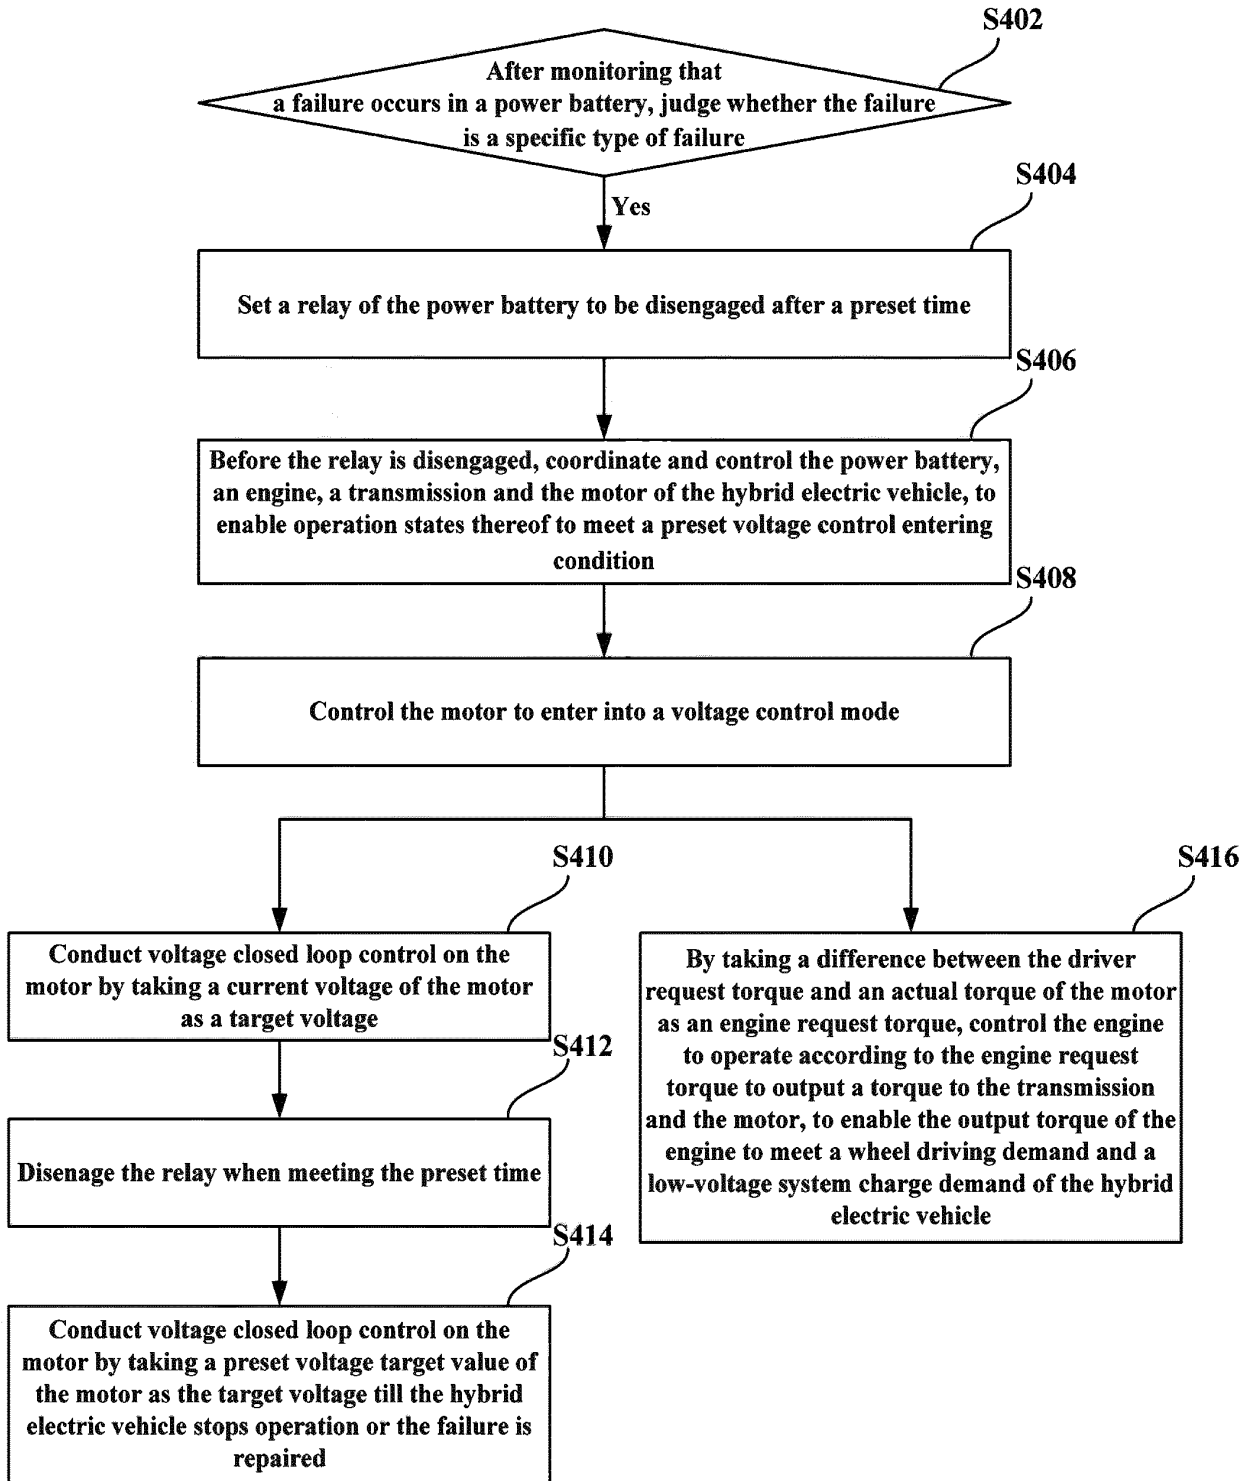 S402
After monitoring that
a failure occurs in a power battery, judge whether the failure
is a specific type of failure
Yes
S404
Set a relay of the power battery to be disengaged after a preset time
S406
Before the relay is disengaged, coordinate and control the power battery,
an engine, a transmission and the motor of the hybrid electric vehicle, to
enable operation states thereof to meet a preset voltage control entering
condition
S408
Control the motor to enter into a voltage control mode
S410
Conduct voltage closed loop control on the
motor by taking a current voltage of the motor
as a target voltage
S412
Disenage the relay when meeting the preset time
S414
Conduct voltage closed loop control on the
motor by taking a preset voltage target value of
the motor as the target voltage till the hybrid
electric vehicle stops operation or the failure is
repaired
S416
By taking a difference between the driver
request torque and an actual torque of the motor
as an engine request torque, control the engine
to operate according to the engine request
torque to output a torque to the transmission
and the motor, to enable the output torque of the
engine to meet a wheel driving demand and a
low-voltage system charge demand of the hybrid
electric vehicle